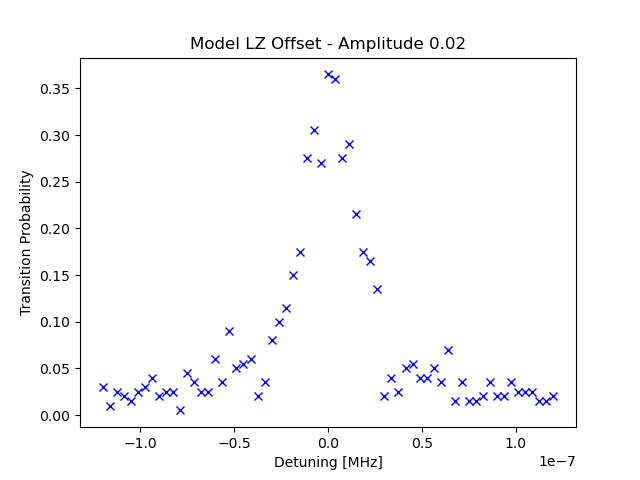 Model LZ Offset - Amplitude 0.02
Transition Probability
0.35
0.30
0.25
0.20
0.15
0.10
0.05
0.00
−1.0 −0.5 0.0 0.5 1.0
1e−7
Detuning [MHz]